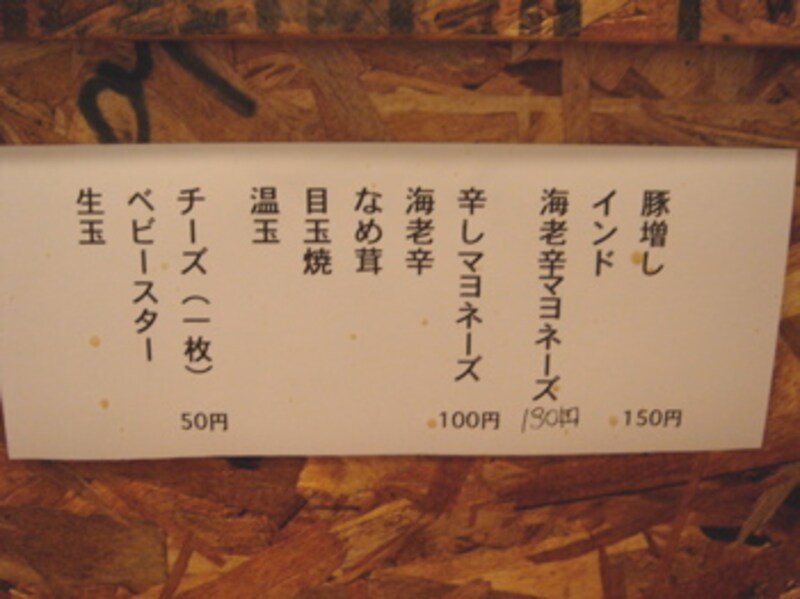 豚増し
インド
150円
海老辛マヨネーズ
130円
辛しマヨネーズ
海老辛
なめ茸
目玉焼
温玉
100円
チーズ(一枚)
ベビースター
生玉
50円